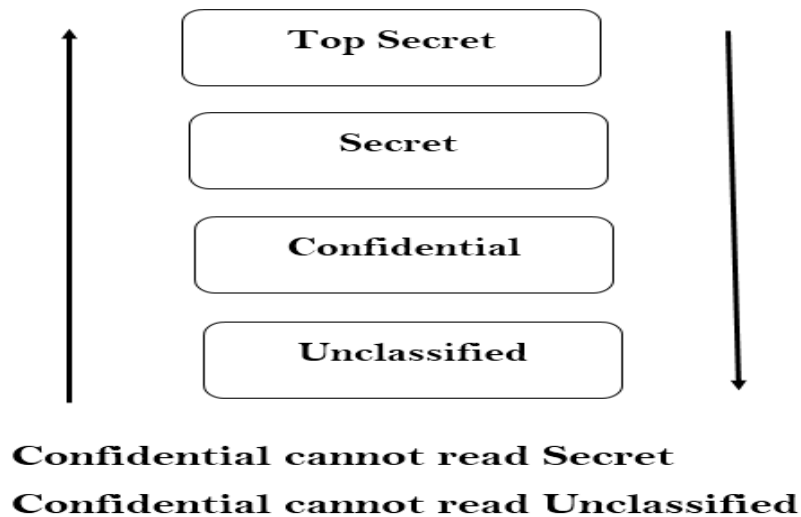 Top Secret
Secret
Confidential
Unclassified
Confidential cannot read Secret
Confidential cannot read Unclassified